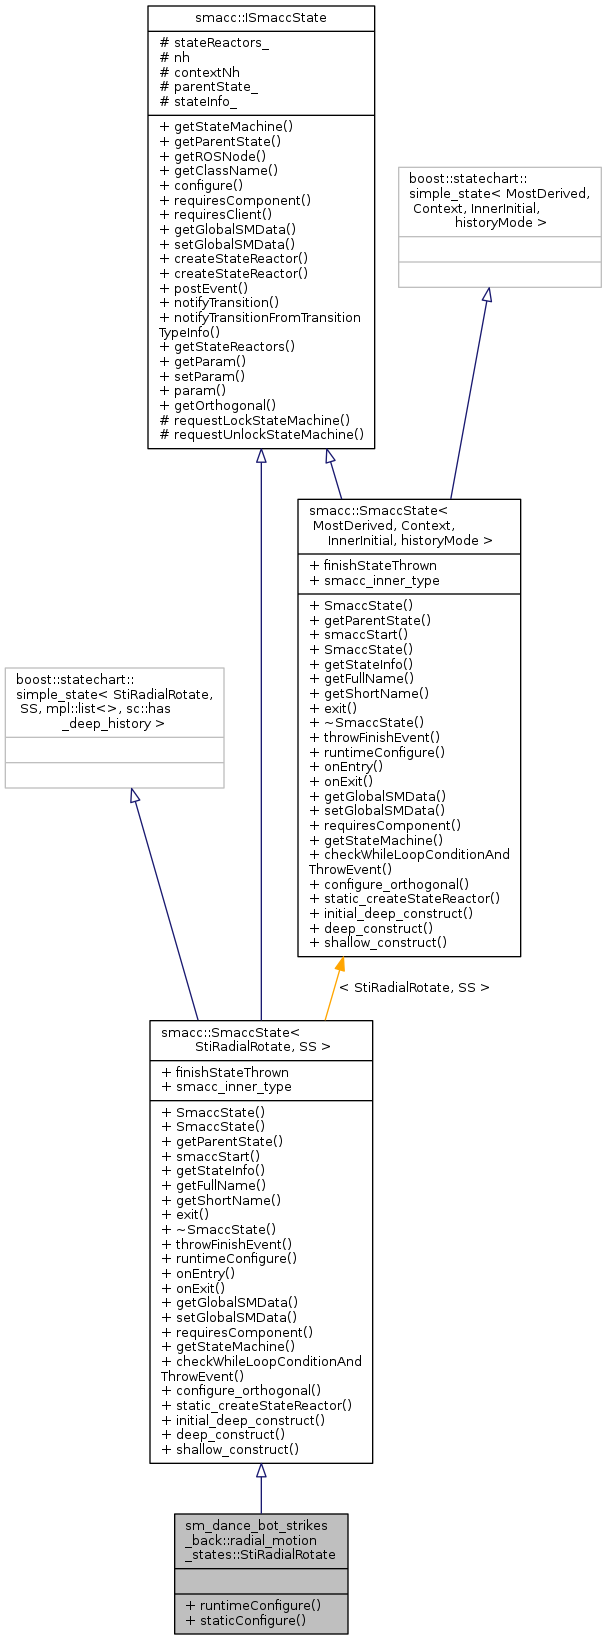 smacc::ISmaccState
# stateReactors_
# nh
# contextNh
# parentState_
# stateInfo_
+ getStateMachine()
+ getParentState()
+ getROSNode()
+ getClassName()
+ configure()
+ requiresComponent()
+ requiresClient()
+ getGlobalSMData()
+ setGlobalSMData()
+ createStateReactor()
+ createStateReactor()
+ postEvent()
+ notifyTransition()
+ notifyTransitionFromTransition
TypeInfo()
+ getStateReactors()
+ getParam()
+ setParam()
+ param()
+ getOrthogonal()
# requestLockStateMachine()
# requestUnlockStateMachine()
boost::statechart::
simple_state< MostDerived,
Context, InnerInitial,
historyMode >
smacc::SmaccState<
MostDerived, Context,
InnerInitial, historyMode >
+ finishStateThrown
+ smacc_inner_type
+ SmaccState()
+ getParentState()
+ smaccStart()
+ SmaccState()
+ getStateInfo()
+ getFullName()
+ getShortName()
+ exit()
+ ~SmaccState()
+ throwFinishEvent()
+ runtimeConfigure()
+ onEntry()
+ onExit()
+ getGlobalSMData()
+ setGlobalSMData()
+ requiresComponent()
+ getStateMachine()
+ checkWhileLoopConditionAnd
ThrowEvent()
+ configure_orthogonal()
+ static_createStateReactor()
+ initial_deep_construct()
+ deep_construct()
+ shallow_construct()
boost::statechart::
simple_state< StiRadialRotate,
SS, mpl::list<>, sc::has
_deep_history >
< StiRadialRotate, SS >
smacc::SmaccState<
StiRadialRotate, SS >
+ finishStateThrown
+ smacc_inner_type
+ SmaccState()
+ SmaccState()
+ getParentState()
+ smaccStart()
+ getStateInfo()
+ getFullName()
+ getShortName()
+ exit()
+ ~SmaccState()
+ throwFinishEvent()
+ runtimeConfigure()
+ onEntry()
+ onExit()
+ getGlobalSMData()
+ setGlobalSMData()
+ requiresComponent()
+ getStateMachine()
+ checkWhileLoopConditionAnd
ThrowEvent()
+ configure_orthogonal()
+ static_createStateReactor()
+ initial_deep_construct()
+ deep_construct()
+ shallow_construct()
sm_dance_bot_strikes
_back::radial_motion
_states::StiRadialRotate
+ runtimeConfigure()
+ staticConfigure()